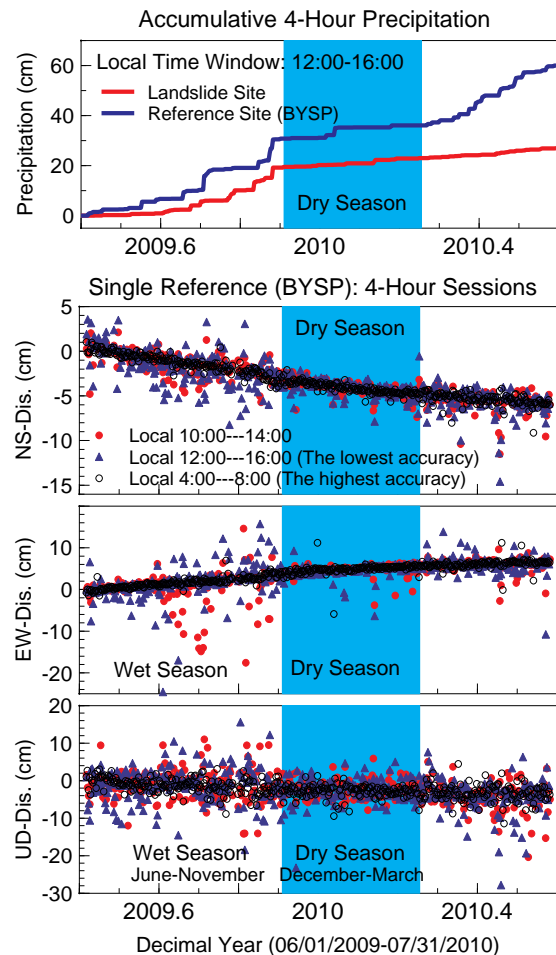 Accumulative 4-Hour Precipitation
Precipitation (cm)
60
40
20
0
Local Time Window: 12:00-16:00
Landslide Site
Reference Site (BYSP)
Dry Season
2009.6
2010
2010.4
Single Reference (BYSP): 4-Hour Sessions
NS-Dis. (cm)
5
0
-5
-10
-15
Dry Season
Local 10:00---14:00
Local 12:00---16:00 (The lowest accuracy)
Local 4:00---8:00 (The highest accuracy)
EW-Dis. (cm)
10
0
-10
-20
Wet Season
Dry Season
UD-Dis. (cm)
20
10
0
-10
-20
-30
Wet Season
June-November
Dry Season
December-March
2009.6
2010
2010.4
Decimal Year (06/01/2009-07/31/2010)